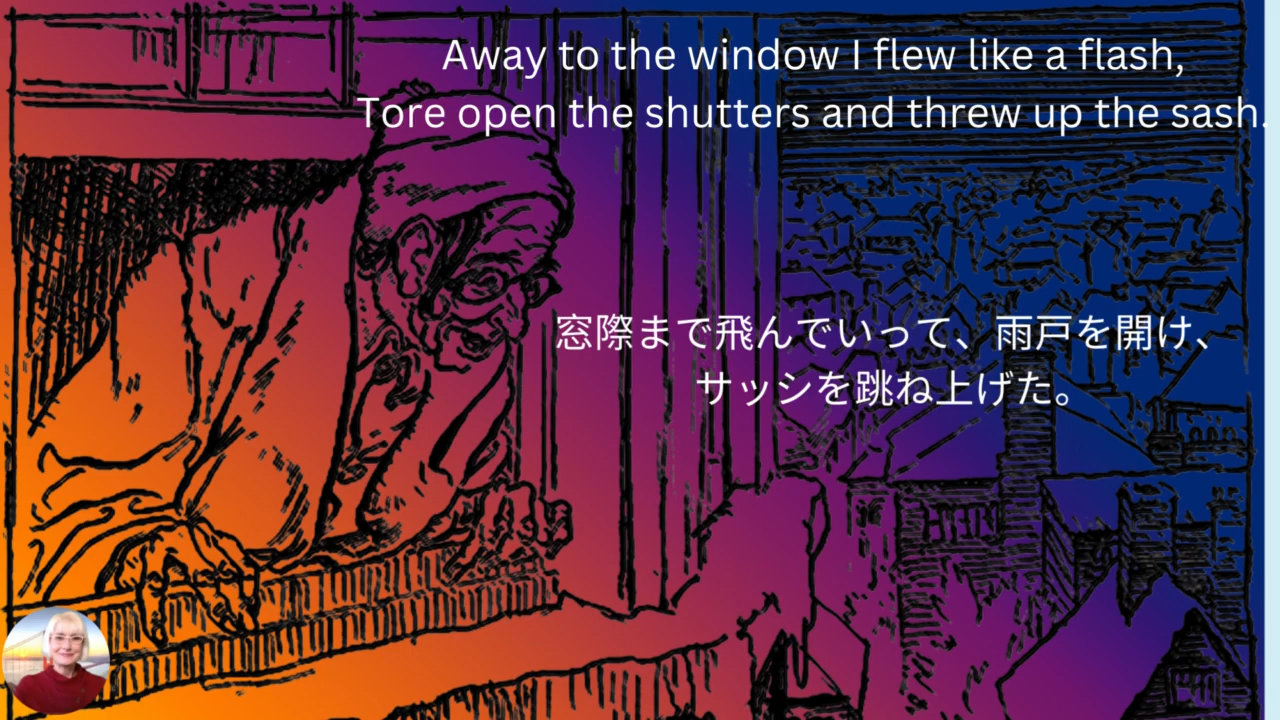 Away to the window I flew like a flash,
Tore open the shutters and threw up the sash.
窓際まで飛んでいって、雨戸を開け、
サッシを跳ね上げた。